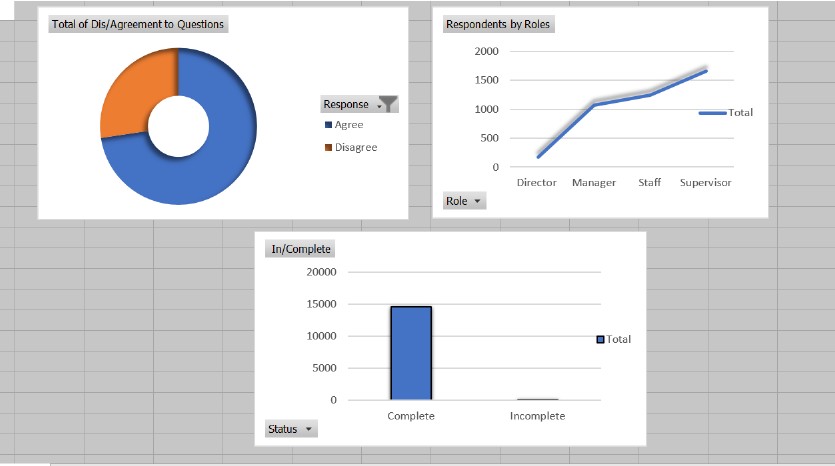 Total of Dis/Agreement to Questions
Response
Agree
Disagree
Respondents by Roles
2000
1500
1000
500
0
Director Manager Staff Supervisor
Total
Role
In/Complete
20000
15000
10000
5000
0
Complete Incomplete
Total
Status